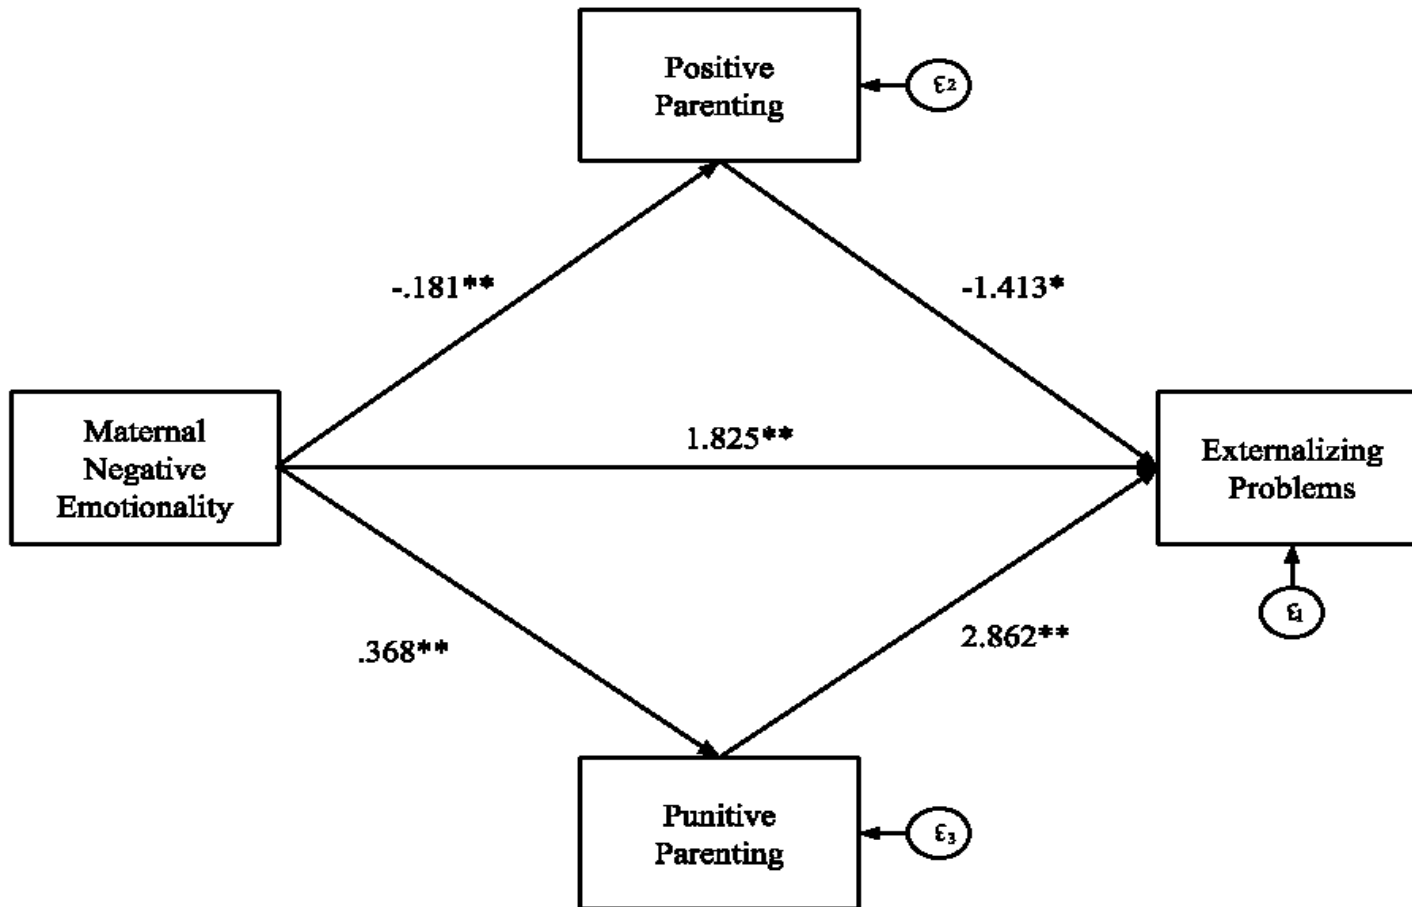 Positive
Parenting
ε2
-.181**
-1.413*
Maternal
Negative
Emotionality
1.825**
Externalizing
Problems
ε1
.368**
2.862**
Punitive
Parenting
ε3